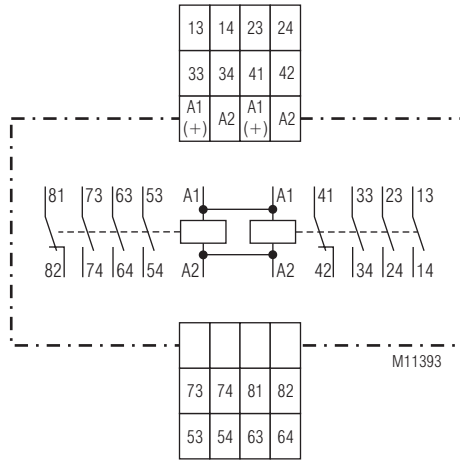 13 14 23 24
33 34 41 42
A1 (+) A2 A1 (+) A2
81 73 63 53 A1 A1 41 33 23 13
82 74 64 54 A2 A2 42 34 24 14
M11393
73 74 81 82
53 54 63 64